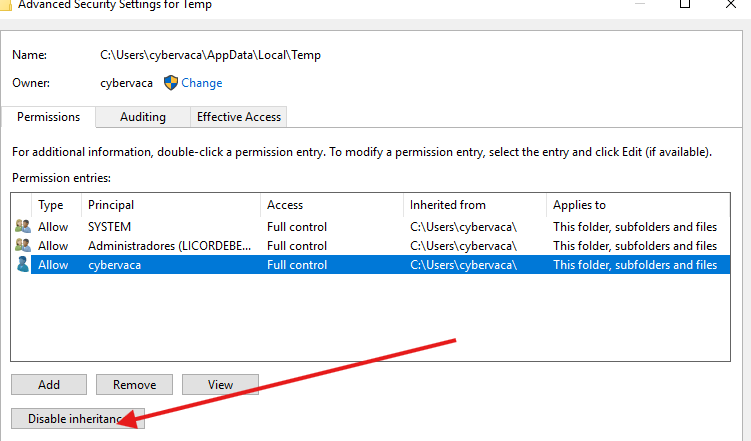 Advanced Security Settings for Temp
Name: C:\Users\cybervaca\AppData\Local\Temp
Owner: cybervaca Change
Permissions Auditing Effective Access
For additional information, double-click a permission entry. To modify a permission entry, select the entry and click Edit (if available).
Permission entries:
Type Principal Access Inherited from Applies to
Allow SYSTEM Full control C:\Users\cybervaca\ This folder, subfolders and files
Allow Administradores (LICORDEBE... Full control C:\Users\cybervaca\ This folder, subfolders and files
Allow cybervaca Full control C:\Users\cybervaca\ This folder, subfolders and files
Add Remove View
Disable inheritanc